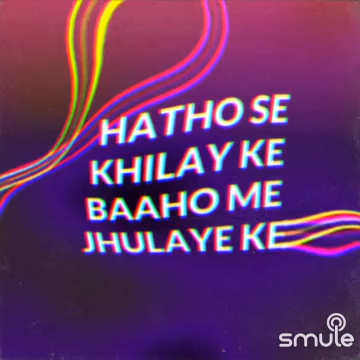 HATHO SE
KHILAY KE
BAAHO ME
JHULAYE KE
smule